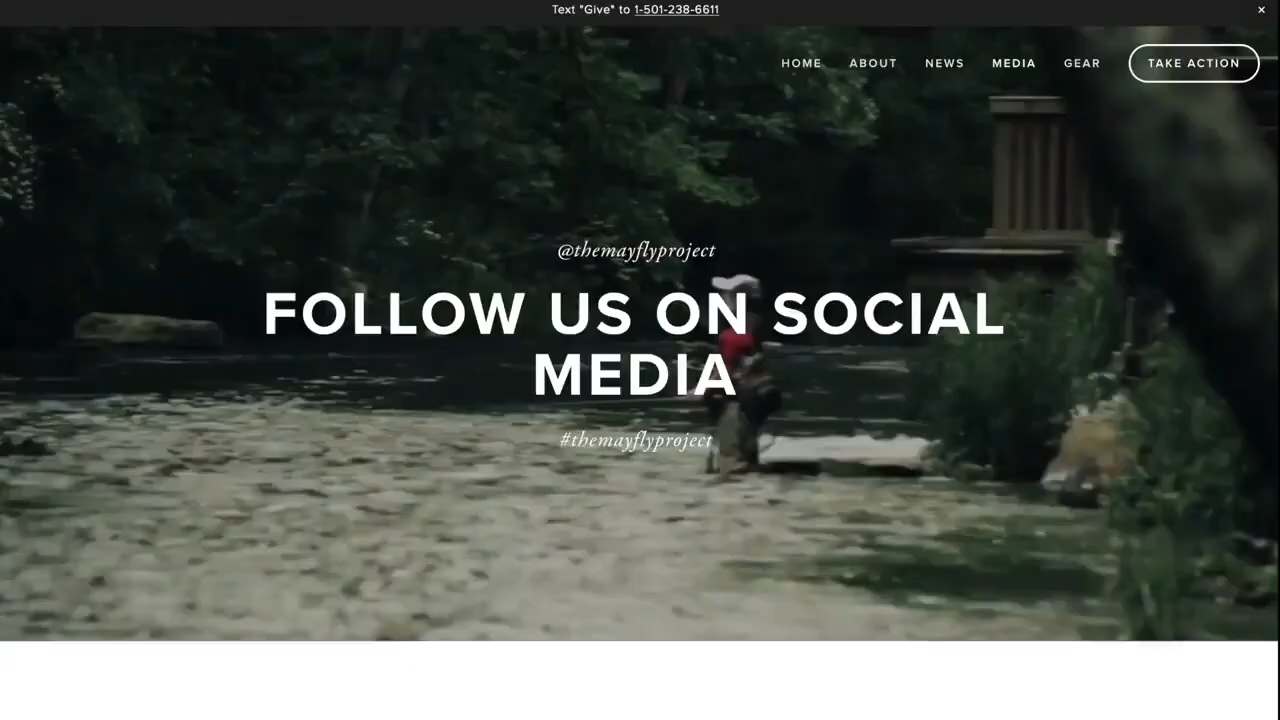 Text "Give" to 1-501-238-6611 ×
HOME ABOUT NEWS MEDIA GEAR TAKE ACTION
@themayflyproject
FOLLOW US ON SOCIAL
MEDIA
#themayflyproject